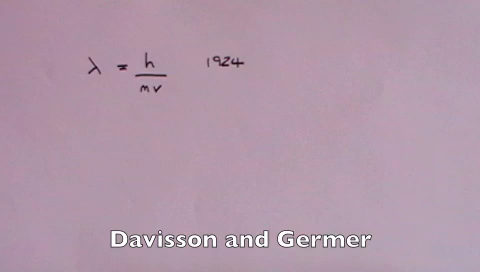 λ = h / mv 1924
Davisson and Germer